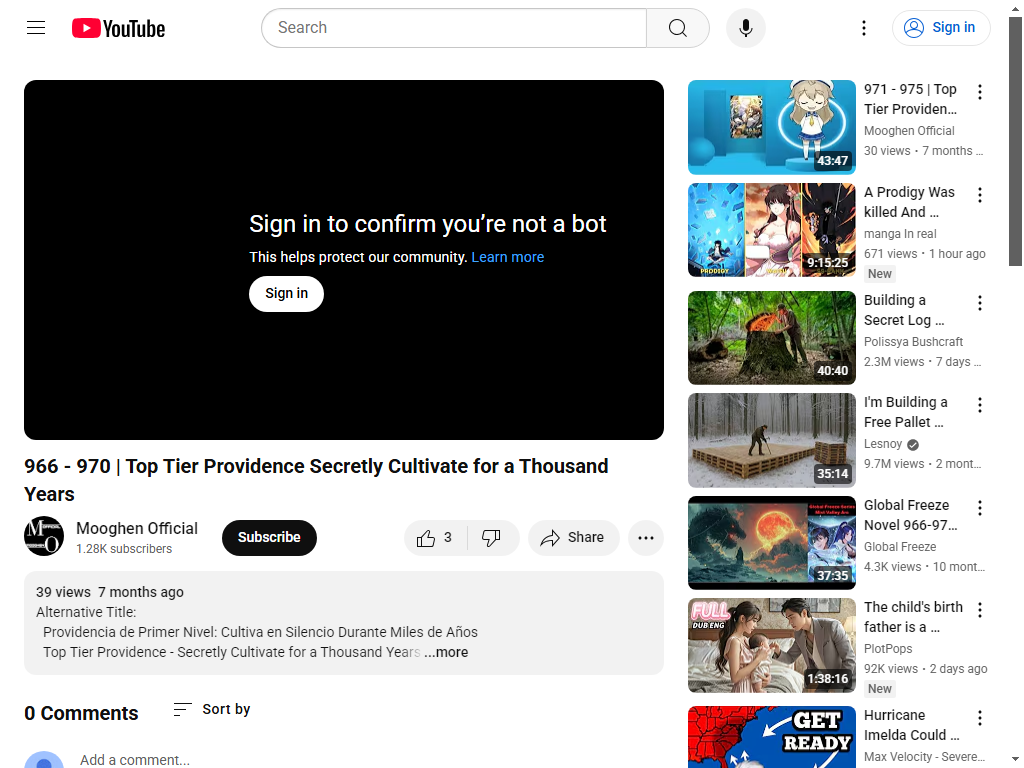 YouTube
Search
Sign in
Sign in to confirm you’re not a bot
This helps protect our community. Learn more
Sign in
966 - 970 | Top Tier Providence Secretly Cultivate for a Thousand
Years
Mooghen Official
1.28K subscribers
Subscribe
3
Share
39 views 7 months ago
Alternative Title:
Providencia de Primer Nivel: Cultiva en Silencio Durante Miles de Años
Top Tier Providence - Secretly Cultivate for a Thousand Years ...more
0 Comments
Sort by
Add a comment...
43:47
971 - 975 | Top
Tier Providen…
Mooghen Official
30 views • 7 months …
PRODIGY
9:15:25
A Prodigy Was
killed And …
manga In real
671 views • 1 hour ago
New
40:40
Building a
Secret Log …
Polissya Bushcraft
2.3M views • 7 days …
35:14
I'm Building a
Free Pallet …
Lesnoy
9.7M views • 2 mont…
37:35
Global Freeze
Novel 966-97…
Global Freeze
4.3K views • 10 mont…
FULL
DUB ENG
1:38:16
The child's birth
father is a …
PlotPops
92K views • 2 days ago
New
GET
READY
Hurricane
Imelda Could …
Max Velocity - Severe…